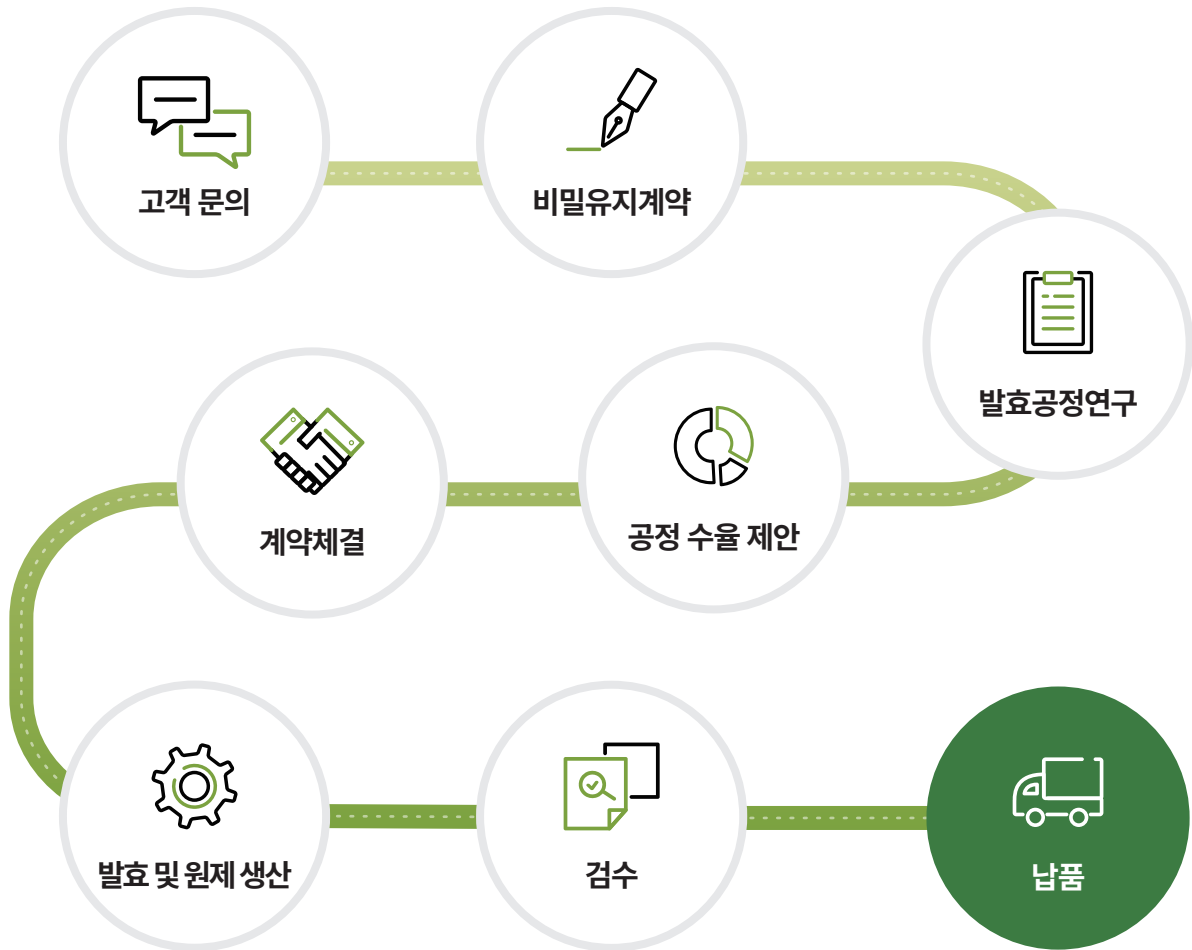 고객 문의
비밀유지계약
발효공정연구
공정 수율 제안
계약체결
발효 및 원제 생산
검수
납품